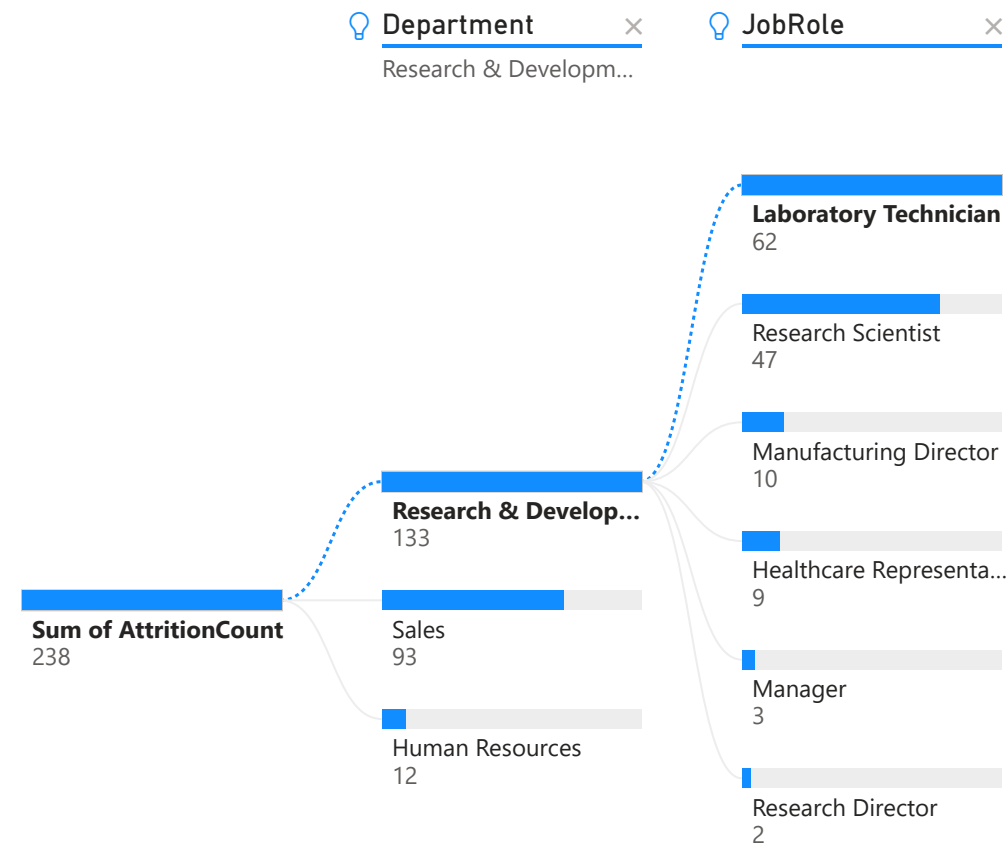 Department
JobRole
Research & Developm...
Laboratory Technician
62
Research Scientist
47
Manufacturing Director
10
Healthcare Representa...
9
Manager
3
Research Director
2
Research & Develop...
133
Sales
93
Human Resources
12
Sum of AttritionCount
238